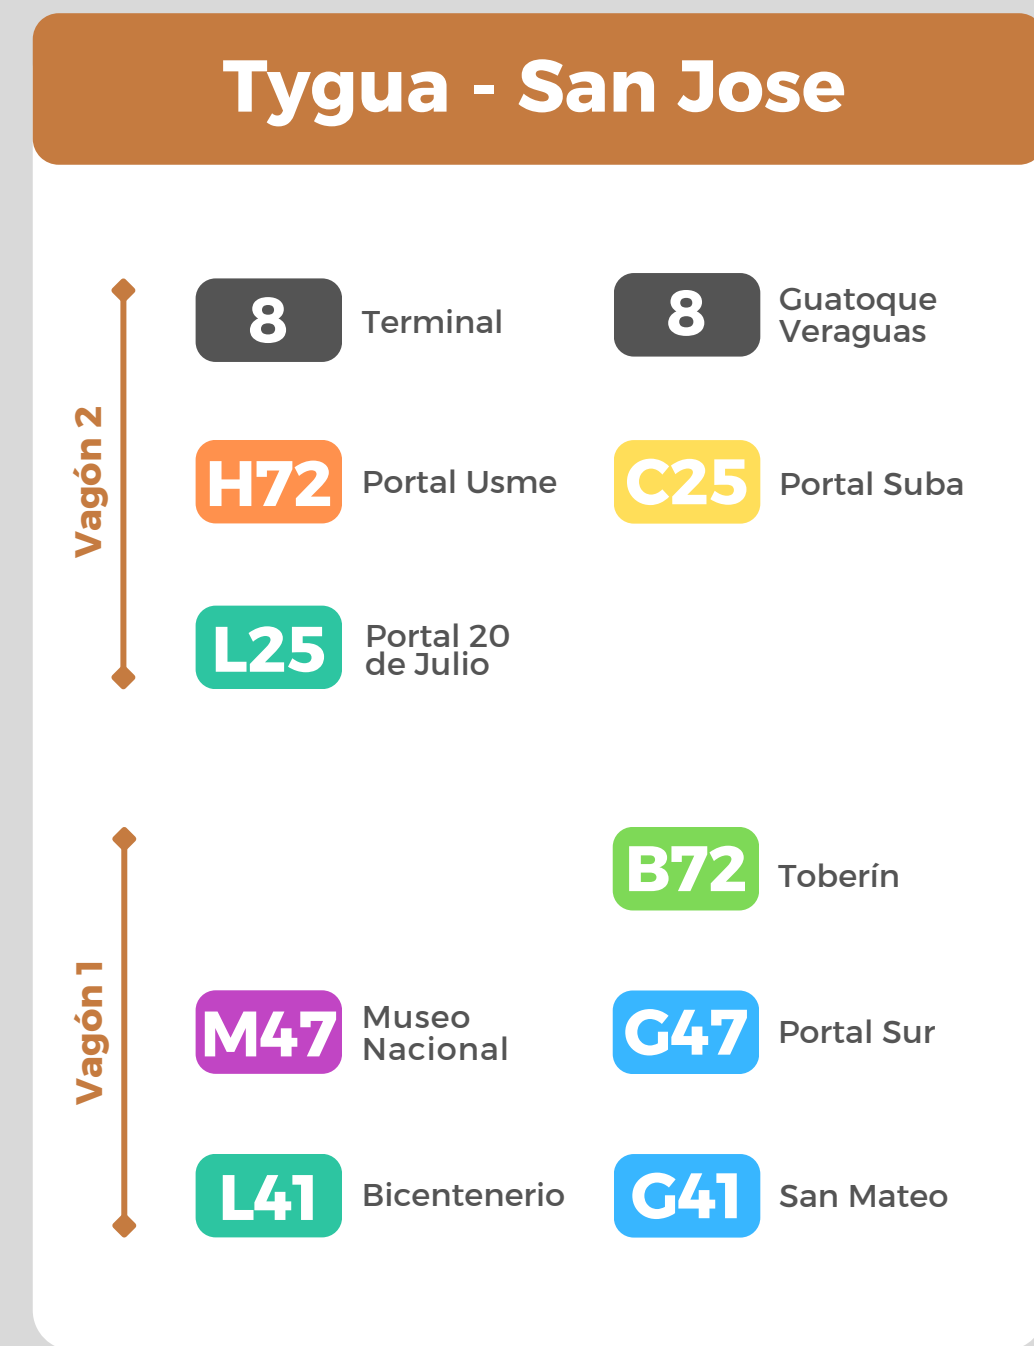 Tygua - San Jose
Vagón 2
8 Terminal
8 Guatoque
Veraguas
H72 Portal Usme
C25 Portal Suba
L25 Portal 20
de Julio
Vagón 1
B72 Toberín
M47 Museo
Nacional
G47 Portal Sur
L41 Bicentenerio
G41 San Mateo